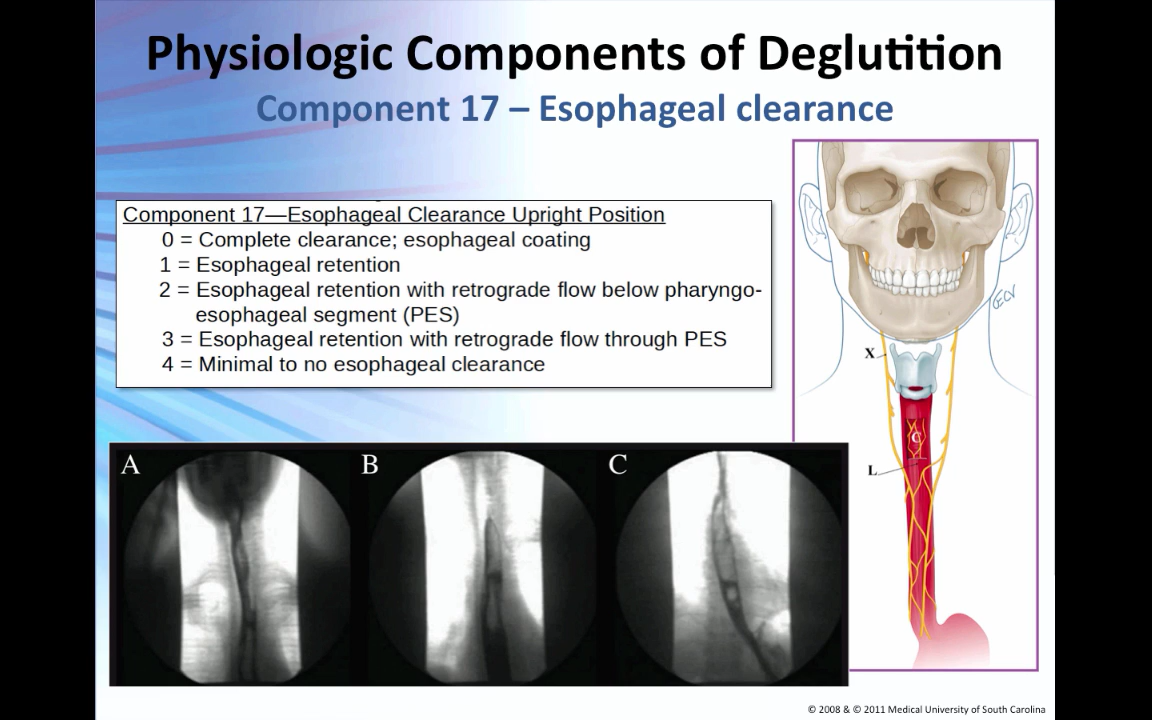 Physiologic Components of Deglutition
Component 17 – Esophageal clearance
Component 17—Esophageal Clearance Upright Position
0 = Complete clearance; esophageal coating
1 = Esophageal retention
2 = Esophageal retention with retrograde flow below pharyngo-
esophageal segment (PES)
3 = Esophageal retention with retrograde flow through PES
4 = Minimal to no esophageal clearance
X
C
L
A
B
C
© 2008 & © 2011 Medical University of South Carolina